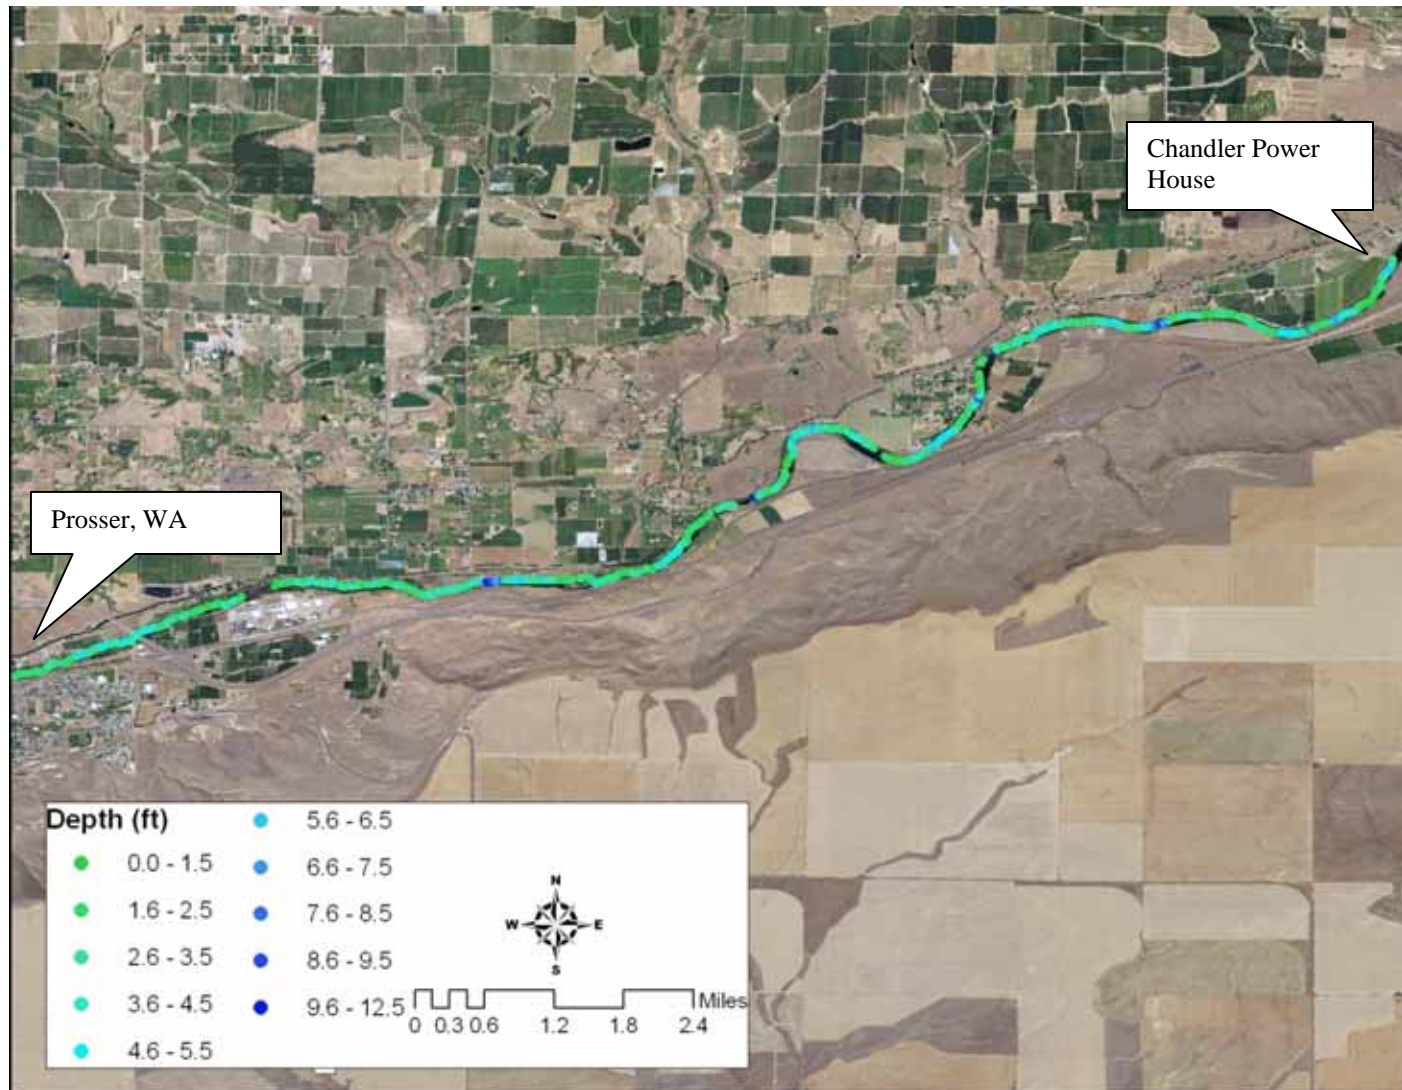 Chandler Power
House
Prosser, WA
Depth (ft)
0.0 - 1.5
1.6 - 2.5
2.6 - 3.5
3.6 - 4.5
4.6 - 5.5
5.6 - 6.5
6.6 - 7.5
7.6 - 8.5
8.6 - 9.5
9.6 - 12.5
N
W E
S
Miles
0 0.3 0.6 1.2 1.8 2.4